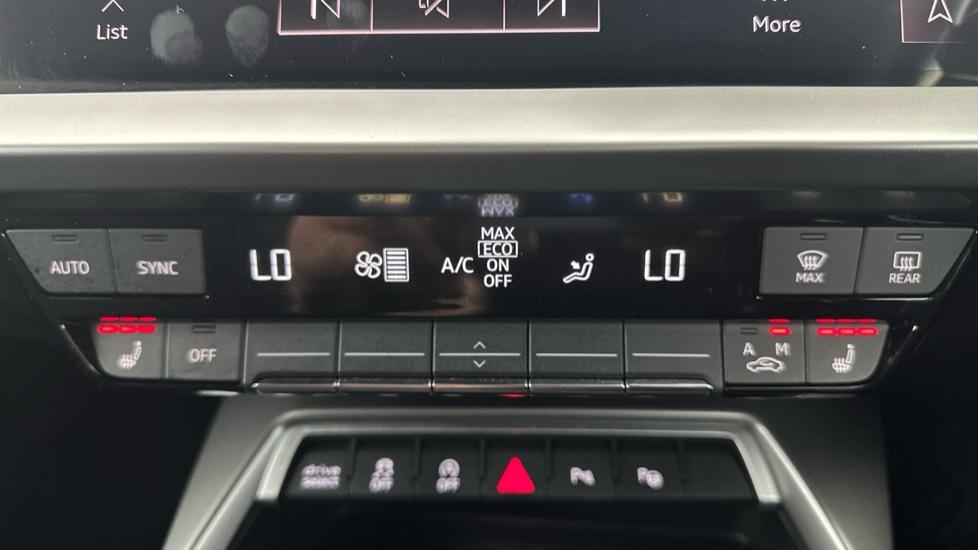 List
More
MAX
AUTO SYNC LO A/C ECO LO MAX REAR
ON
OFF
OFF A M
drive select OFF OFF P P